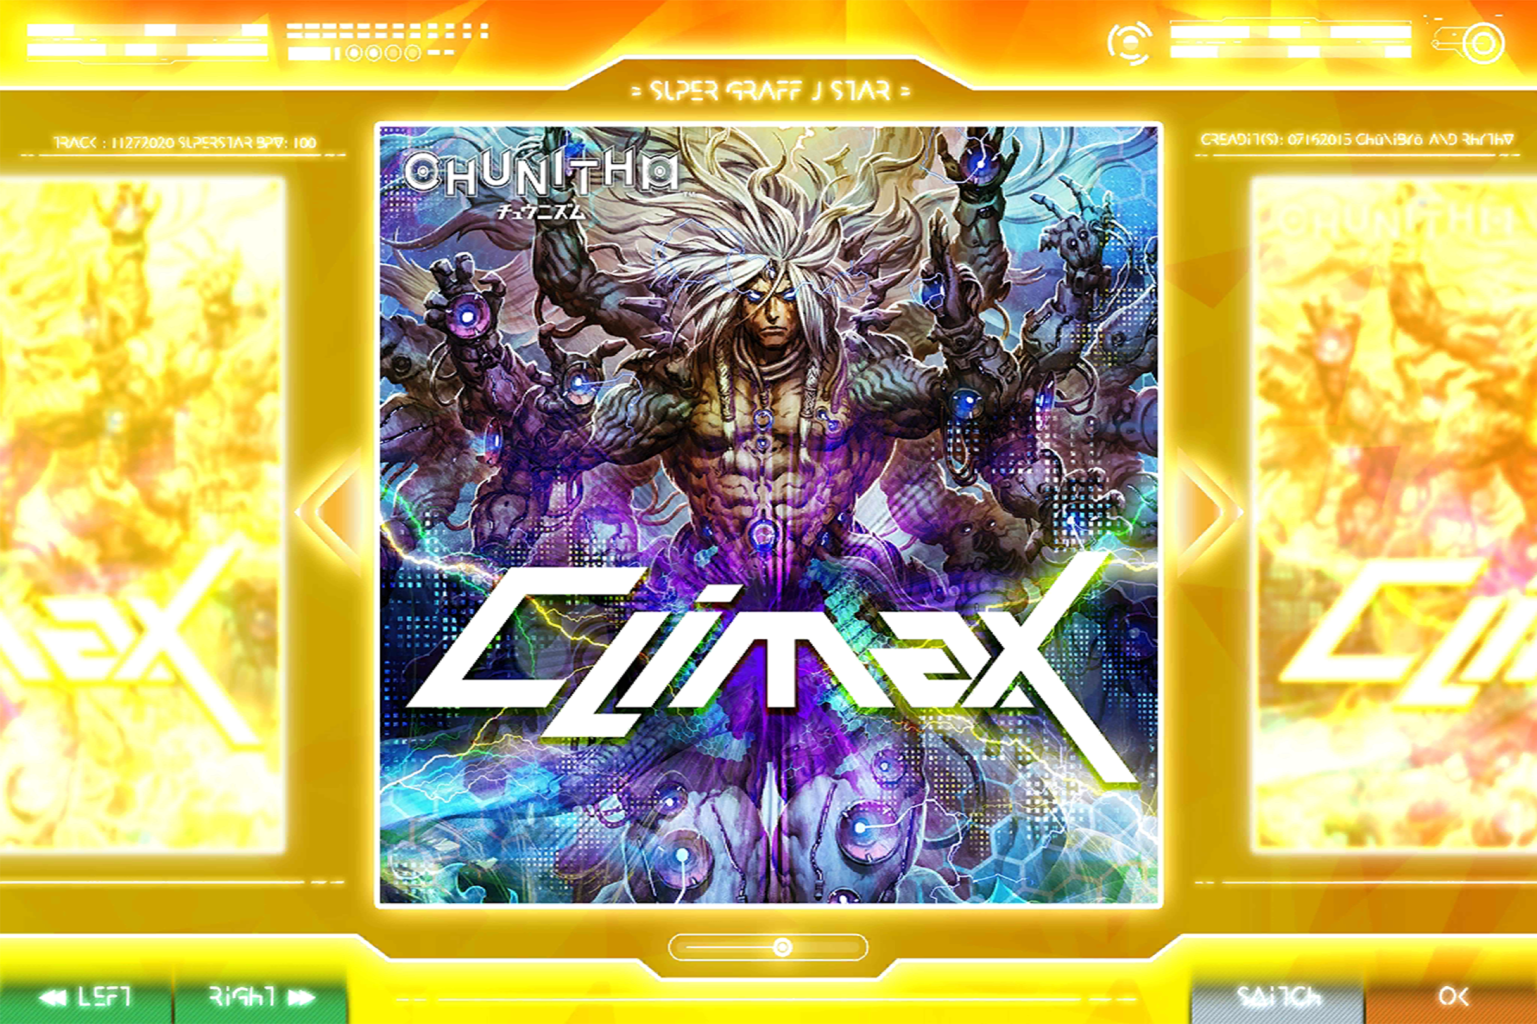 = SUPER GRAFF J STAR =
TRACK : 11272020 SUPERSTAR BPM: 100
CREADIT(S): 07162015 ChuNiBro AND RhyThM
CHUNITHM
チュウニズム
CHUNITHM
Climax
LEFT
RiGhT
SWiTCh
OK